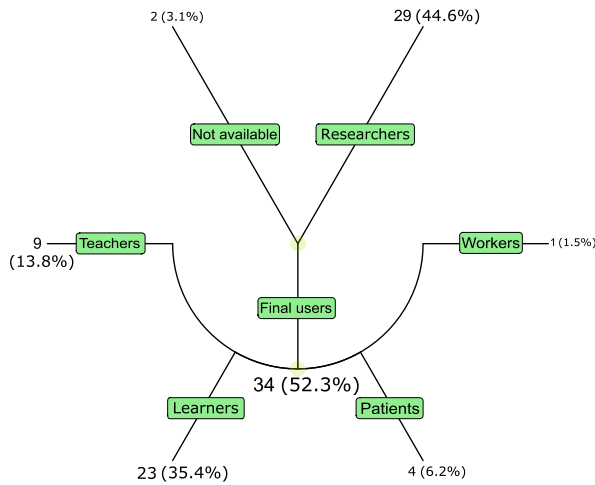 2 (3.1%)
29 (44.6%)
Not available
Researchers
9
(13.8%)
Teachers
Workers
1 (1.5%)
Final users
34 (52.3%)
Learners
Patients
23 (35.4%)
4 (6.2%)